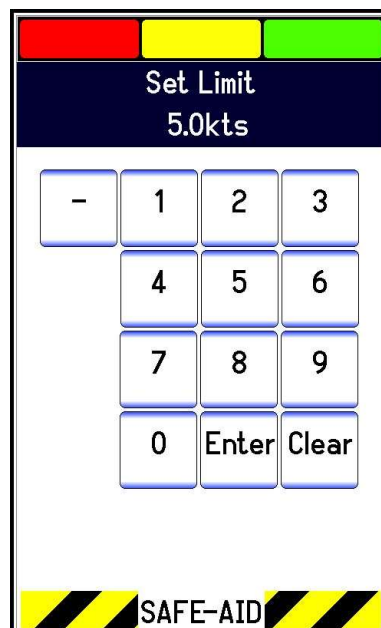 Set Limit
5.0kts
- 1 2 3
4 5 6
7 8 9
0 Enter Clear
SAFE-AID